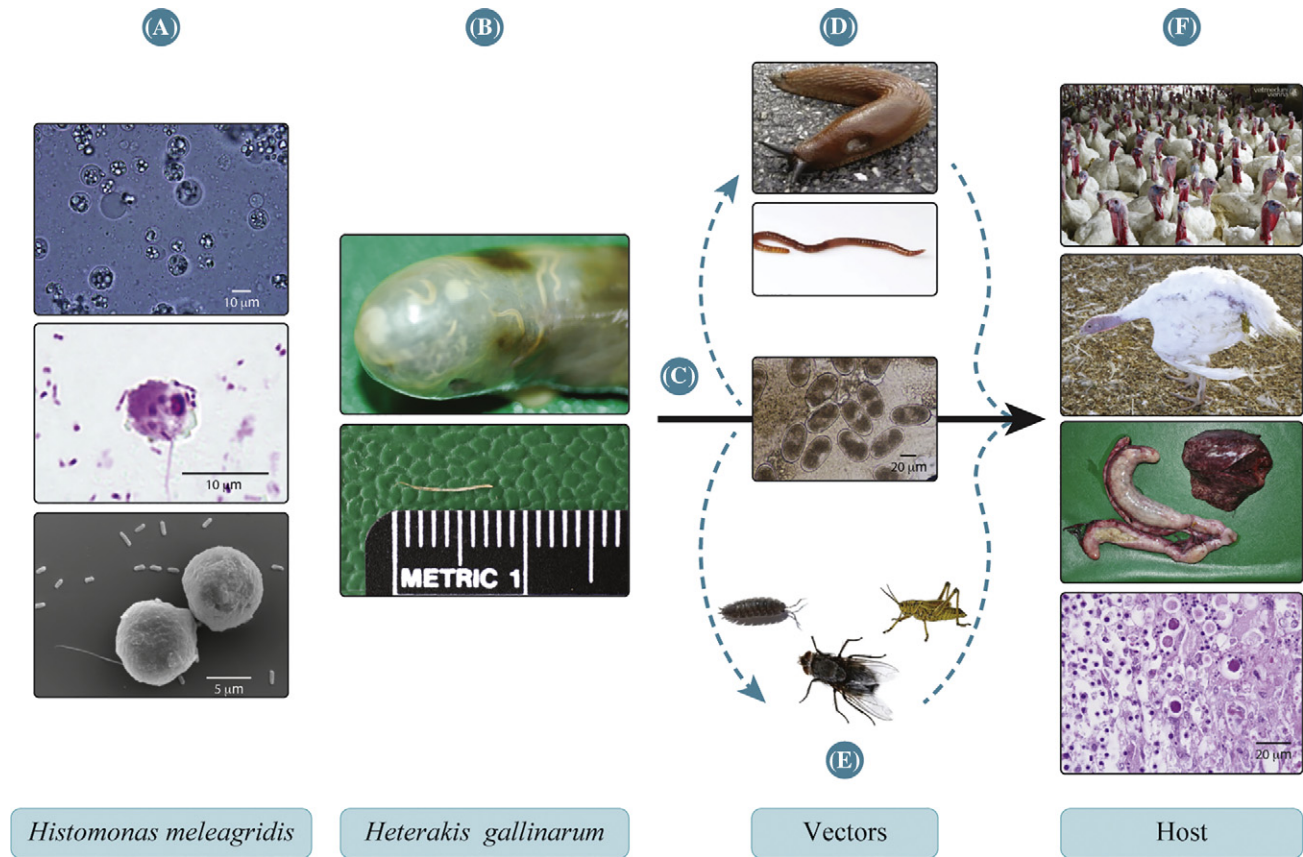 (A)
(B)
(D)
(F)
10 µm
10 µm
5 µm
METRIC 1
(C)
20 µm
(E)
20 µm
Histomonas meleagridis
Heterakis gallinarum
Vectors
Host